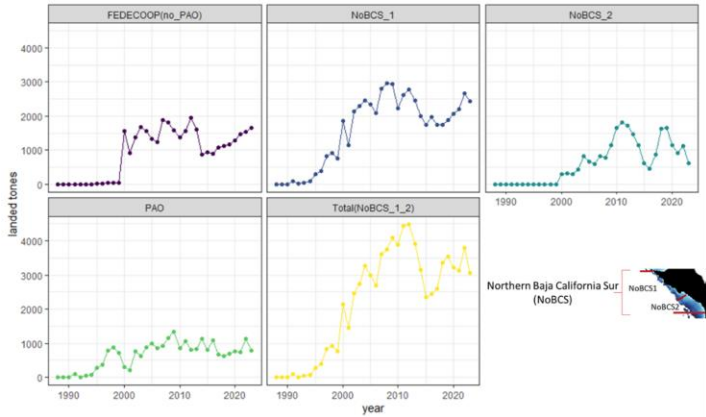 FEDECOOP(no_PAO)
NoBCS_1
NoBCS_2
4000
3000
2000
1000
0
landed tones
1990 2000 2010 2020
PAO
Total(NoBCS_1_2)
4000
3000
2000
1000
0
1990 2000 2010 2020
1990 2000 2010 2020
year
Northern Baja California Sur
(NoBCS)
NoBCS1
NoBCS2